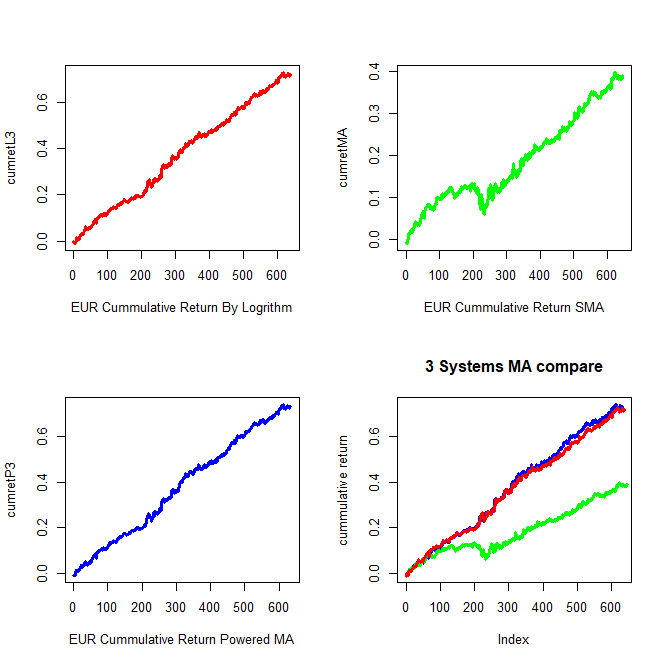 cumretL3
0.0 0.2 0.4 0.6
0 100 200 300 400 500 600
EUR Cummulative Return By Logrithm
cumretMA
0.0 0.1 0.2 0.3 0.4
0 100 200 300 400 500 600
EUR Cummulative Return SMA
cumretP3
0.0 0.2 0.4 0.6
0 100 200 300 400 500 600
EUR Cummulative Return Powered MA
3 Systems MA compare
cummulative return
0.0 0.2 0.4 0.6
0 100 200 300 400 500 600
Index